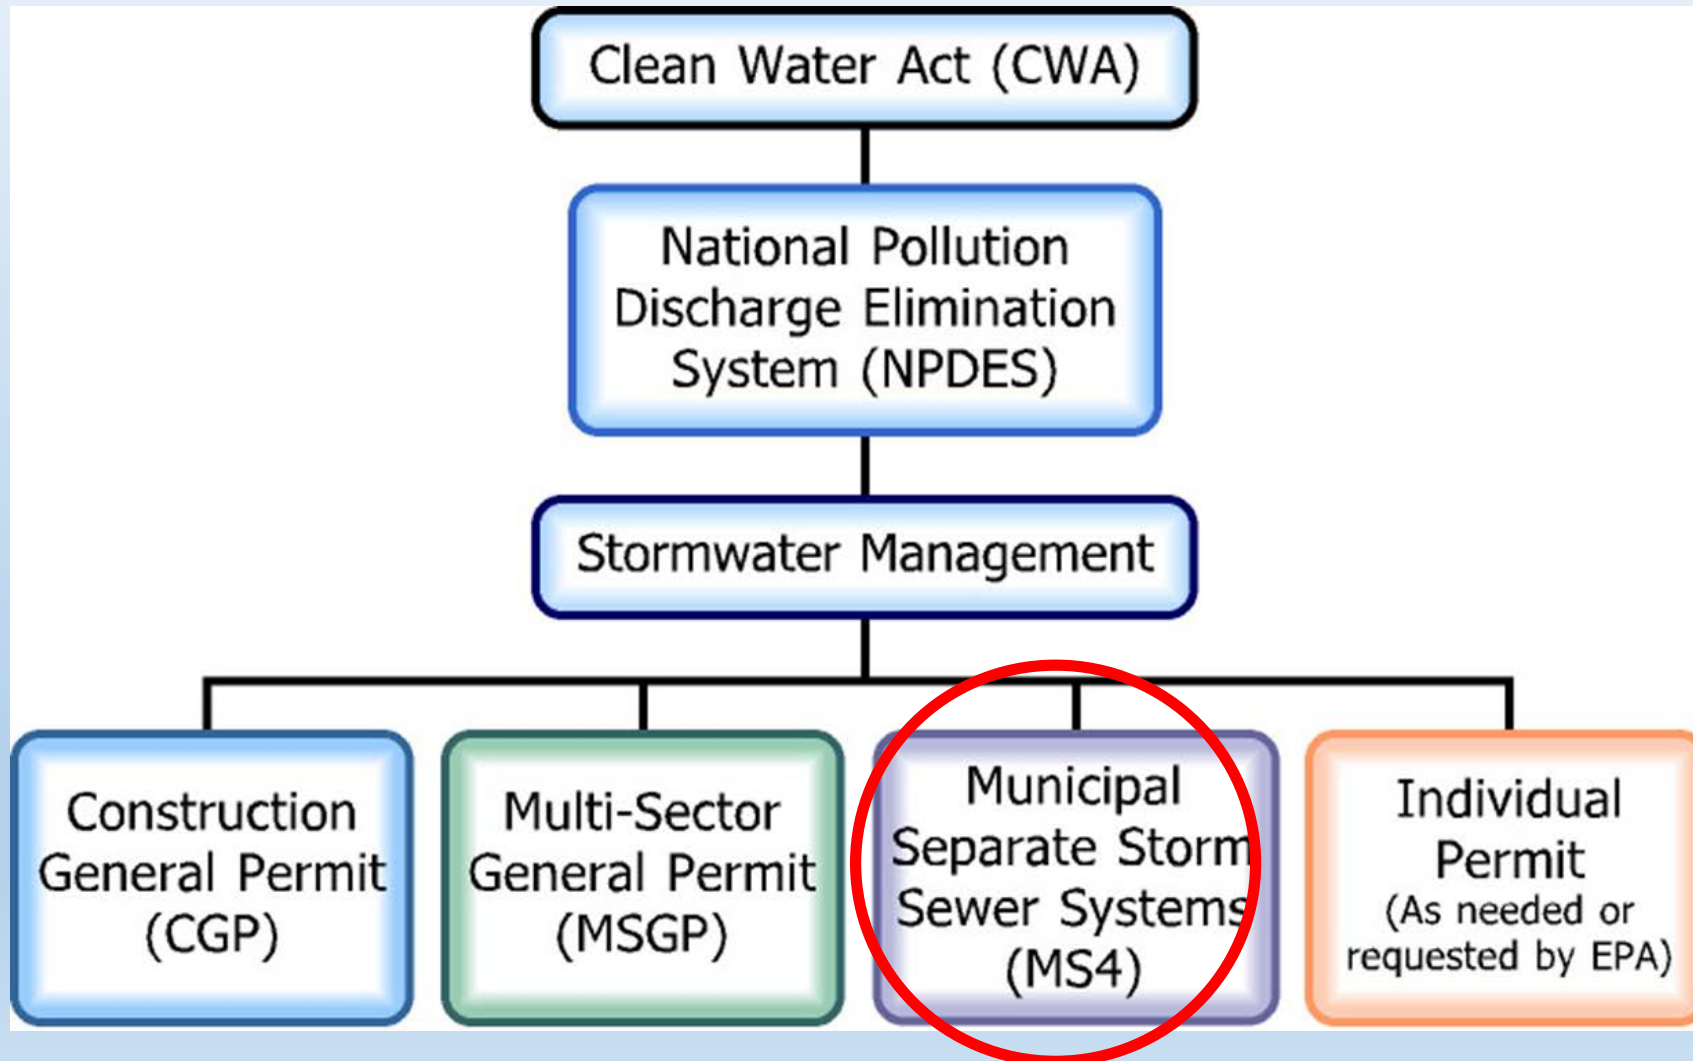 Clean Water Act (CWA)
National Pollution
Discharge Elimination
System (NPDES)
Stormwater Management
Construction
General Permit
(CGP)
Multi-Sector
General Permit
(MSGP)
Municipal
Separate Storm
Sewer Systems
(MS4)
Individual
Permit
(As needed or
requested by EPA)